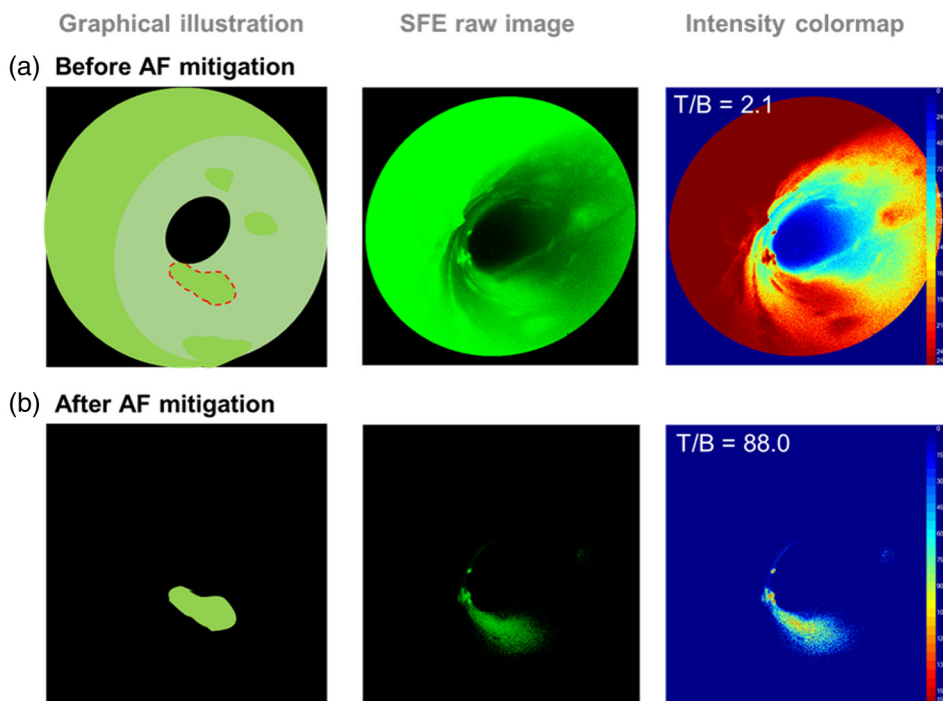 Graphical illustration SFE raw image Intensity colormap
(a) Before AF mitigation
T/B = 2.1
(b) After AF mitigation
T/B = 88.0